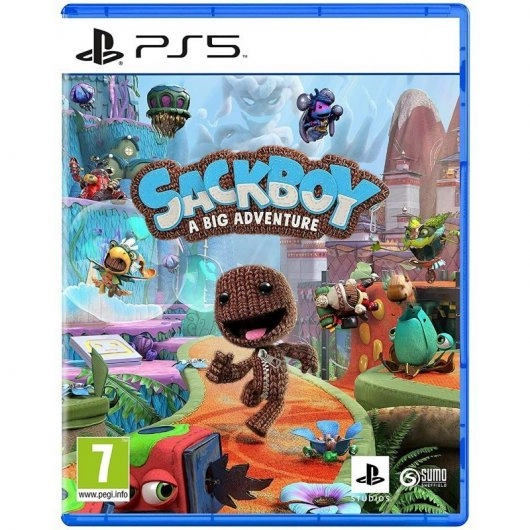 PS5
SACKBOY
A BIG ADVENTURE
7
www.pegi.info
STUDIOS
SUMO
SHEFFIELD